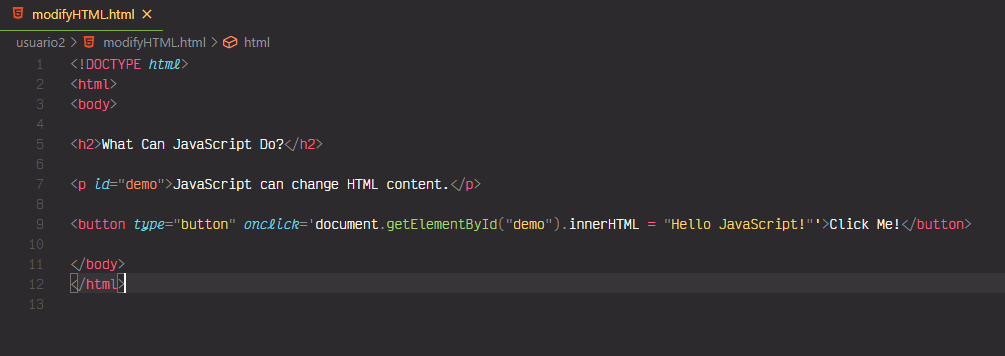 modifyHTML.html ×
usuario2 > modifyHTML.html > html
1 <!DOCTYPE html>
2 <html>
3 <body>
4
5 <h2>What Can JavaScript Do?</h2>
6
7 <p id="demo">JavaScript can change HTML content.</p>
8
9 <button type="button" onclick='document.getElementById("demo").innerHTML = "Hello JavaScript!"'>Click Me!</button>
10
11 </body>
12 </html>
13